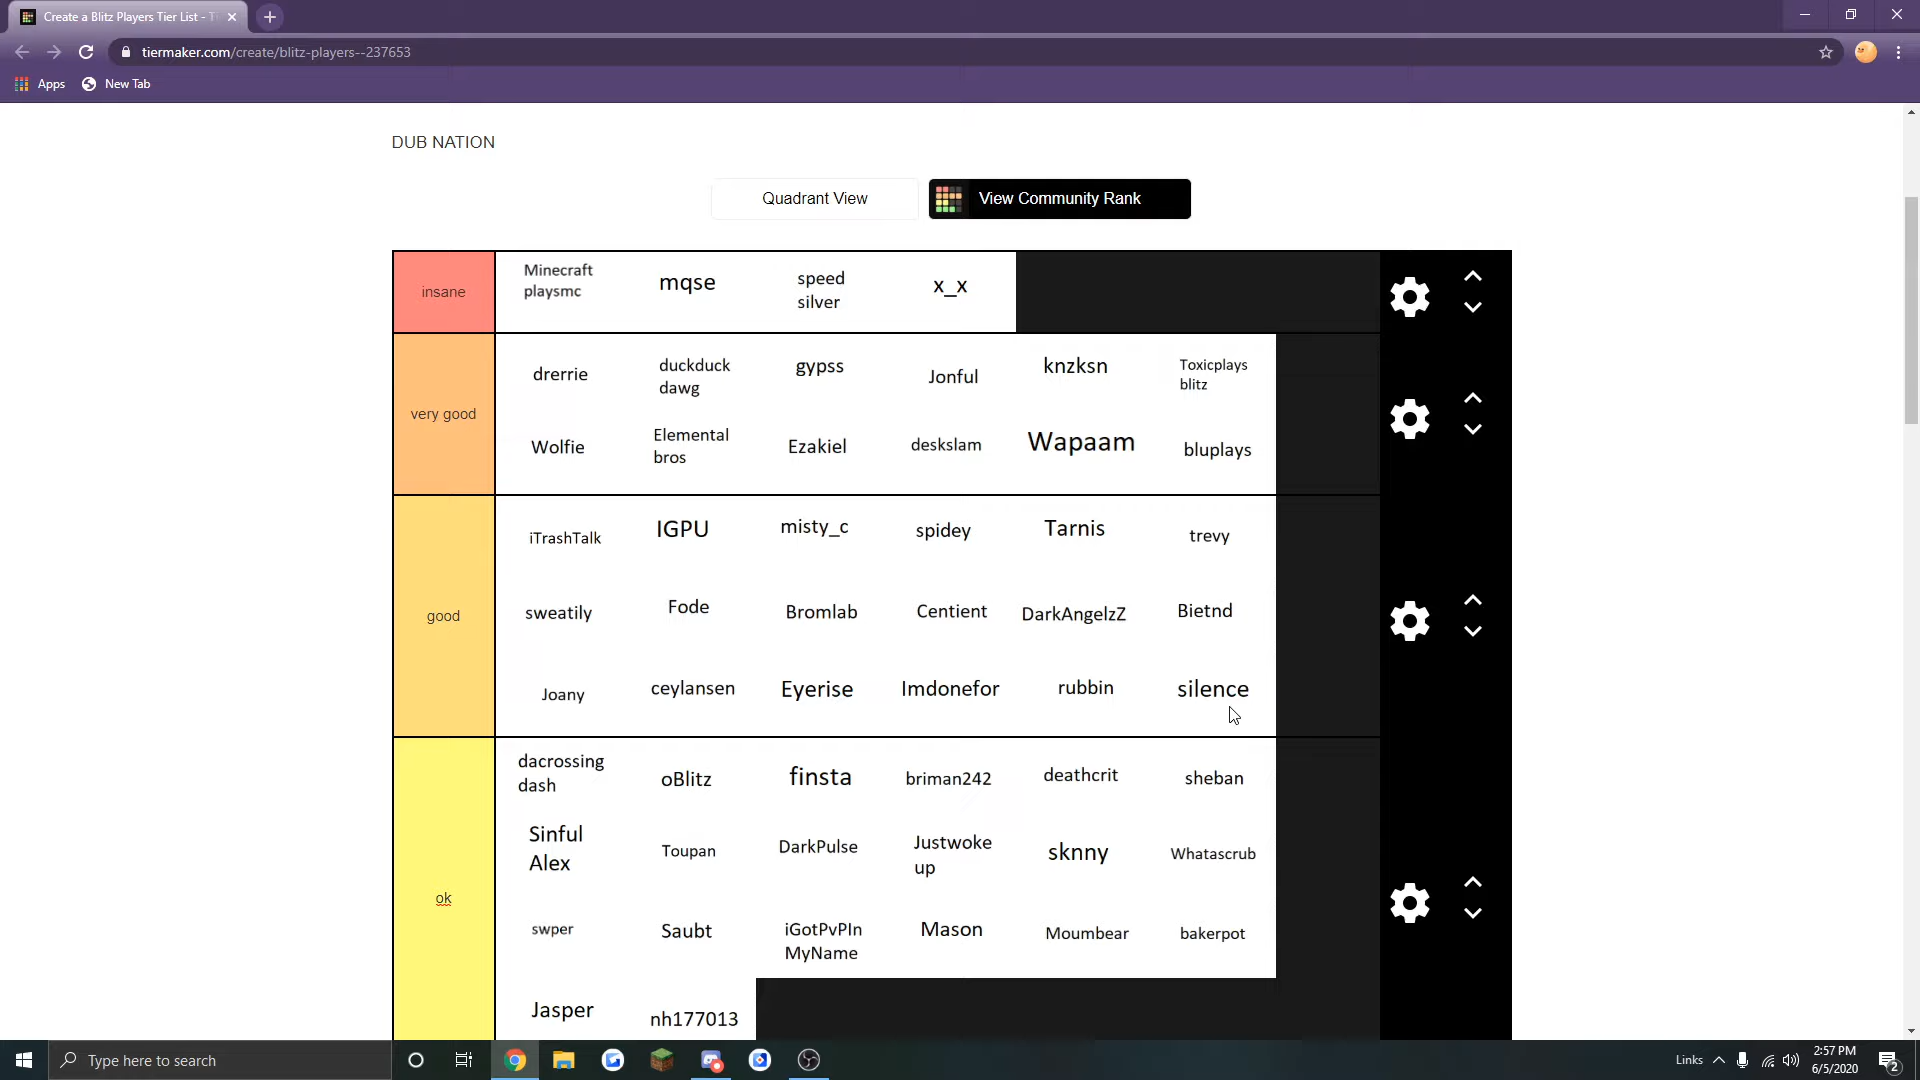 Create a Blitz Players Tier List - T
tiermaker.com/create/blitz-players--237653
Apps New Tab
DUB NATION
Quadrant View View Community Rank
insane
Minecraft
playsmc
mqse
speed
silver
x_x
very good
drerrie
duckduck
dawg
gypss
Jonful
knzksn
Toxicplays
blitz
Wolfie
Elemental
bros
Ezakiel
deskslam
Wapaam
bluplays
good
iTrashTalk
IGPU
misty_c
spidey
Tarnis
trevy
sweatily
Fode
Bromlab
Centient
DarkAngelzZ
Bietnd
Joany
ceylansen
Eyerise
Imdonefor
rubbin
silence
ok
dacrossing
dash
oBlitz
finsta
briman242
deathcrit
sheban
Sinful
Alex
Toupan
DarkPulse
Justwoke
up
sknny
Whatascrub
swper
Saubt
iGotPvPIn
MyName
Mason
Moumbear
bakerpot
Jasper
nh177013
Type here to search
Links
2:57 PM
6/5/2020
2